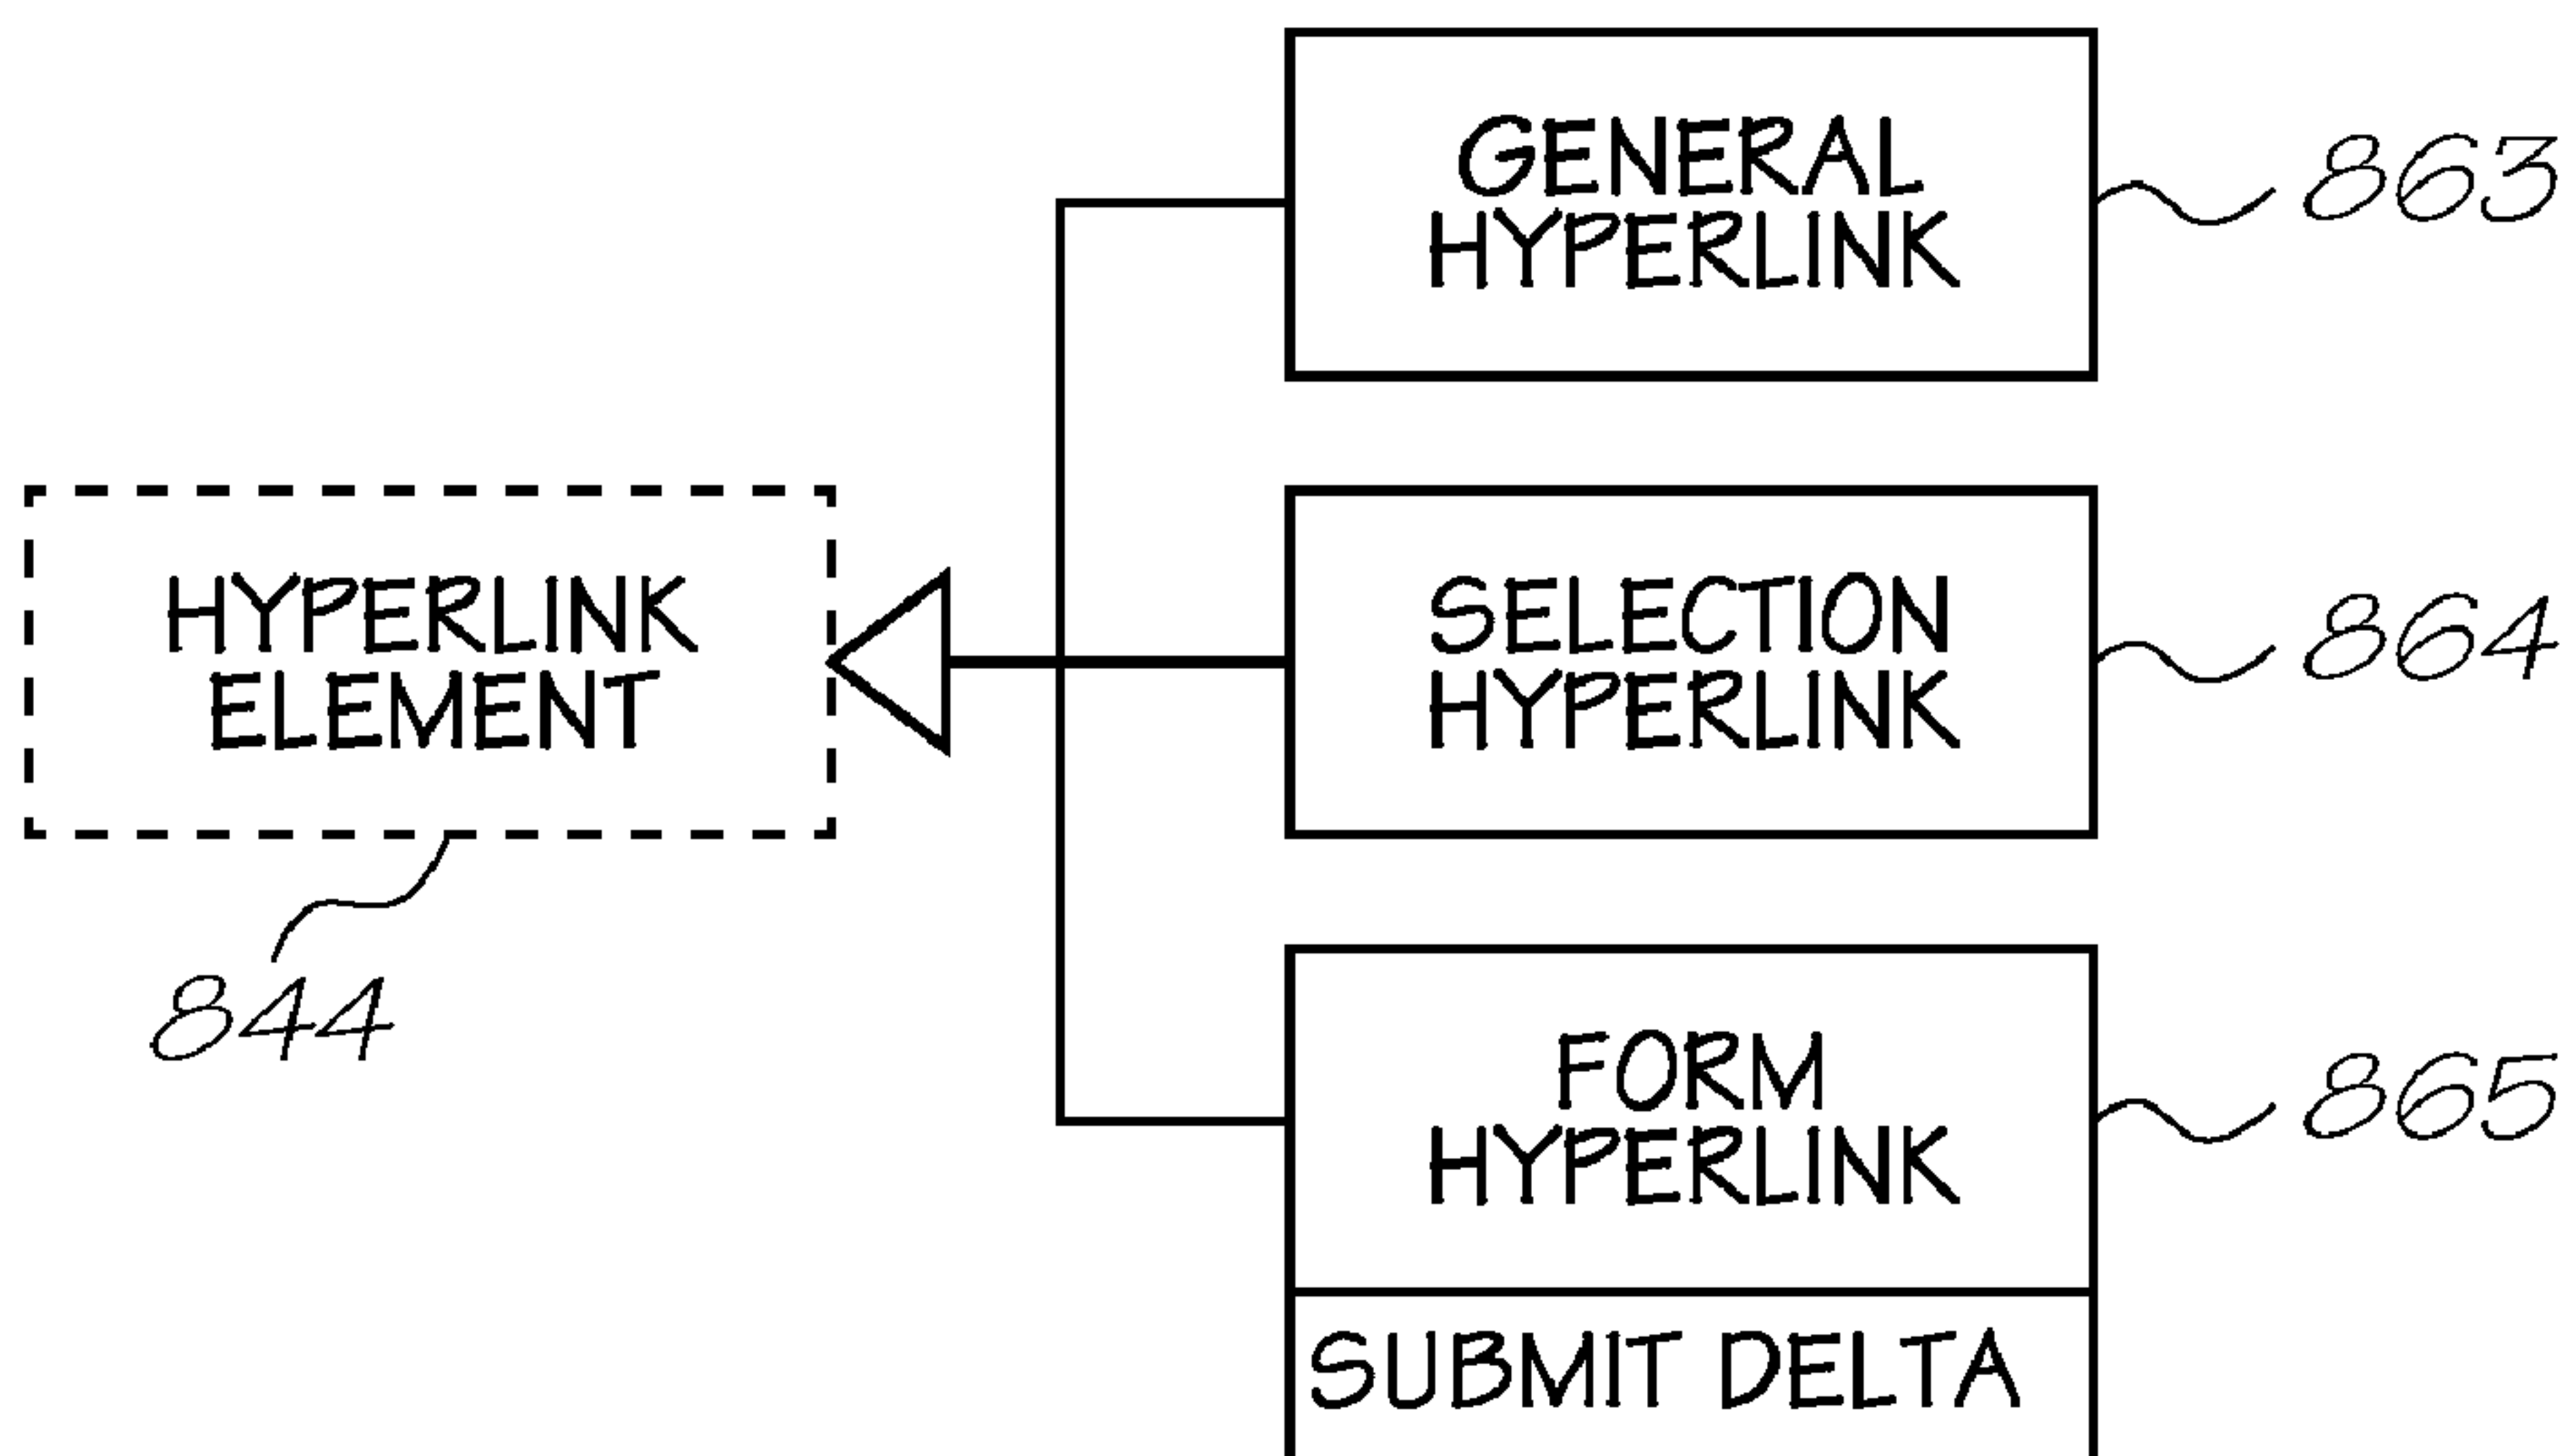 GENERAL
HYPERLINK
863
HYPERLINK
ELEMENT
844
SELECTION
HYPERLINK
864
FORM
HYPERLINK
865
SUBMIT DELTA